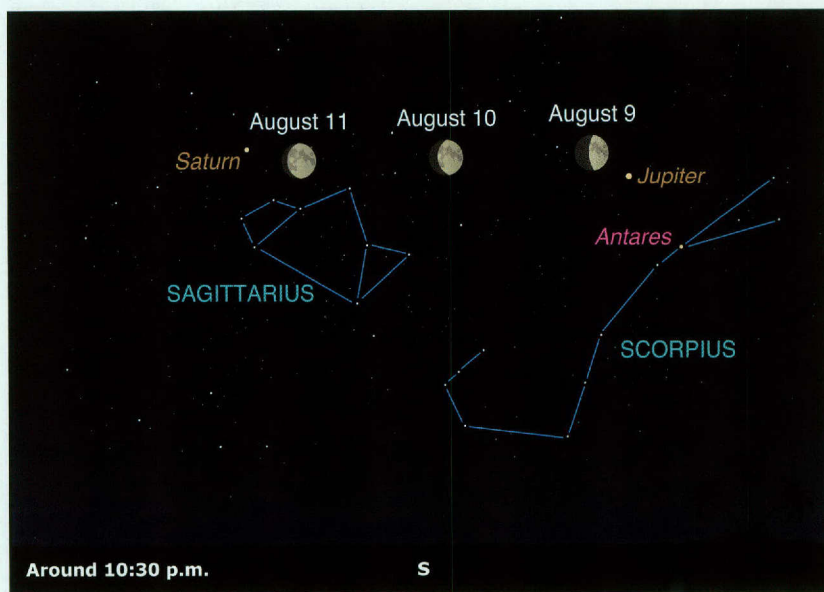 August 11
August 10
August 9
Saturn
Jupiter
Antares
SAGITTARIUS
SCORPIUS
Around 10:30 p.m.
S